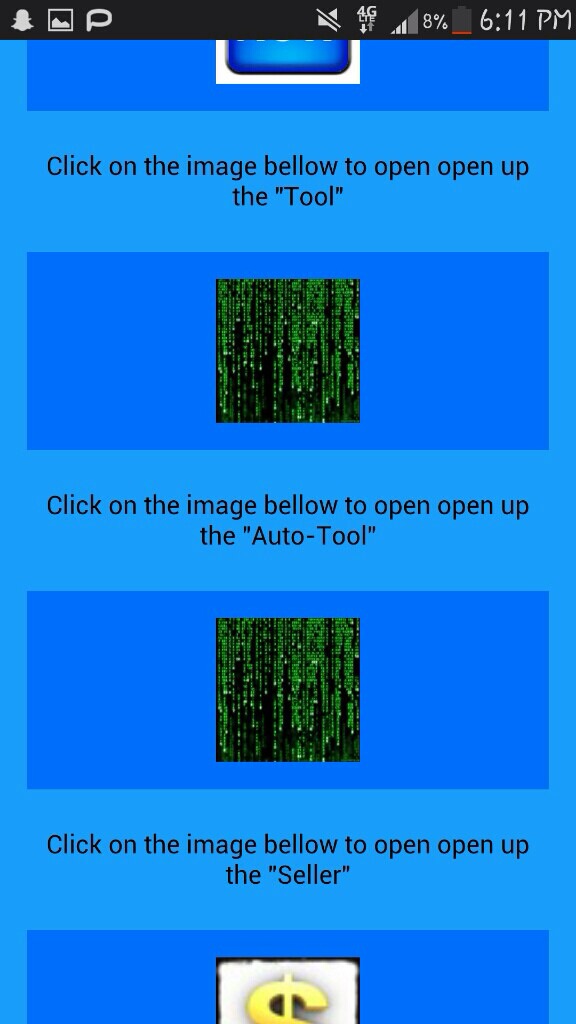 8% 6:11 PM
Click on the image bellow to open open up
the "Tool"
Click on the image bellow to open open up
the "Auto-Tool"
Click on the image bellow to open open up
the "Seller"
$